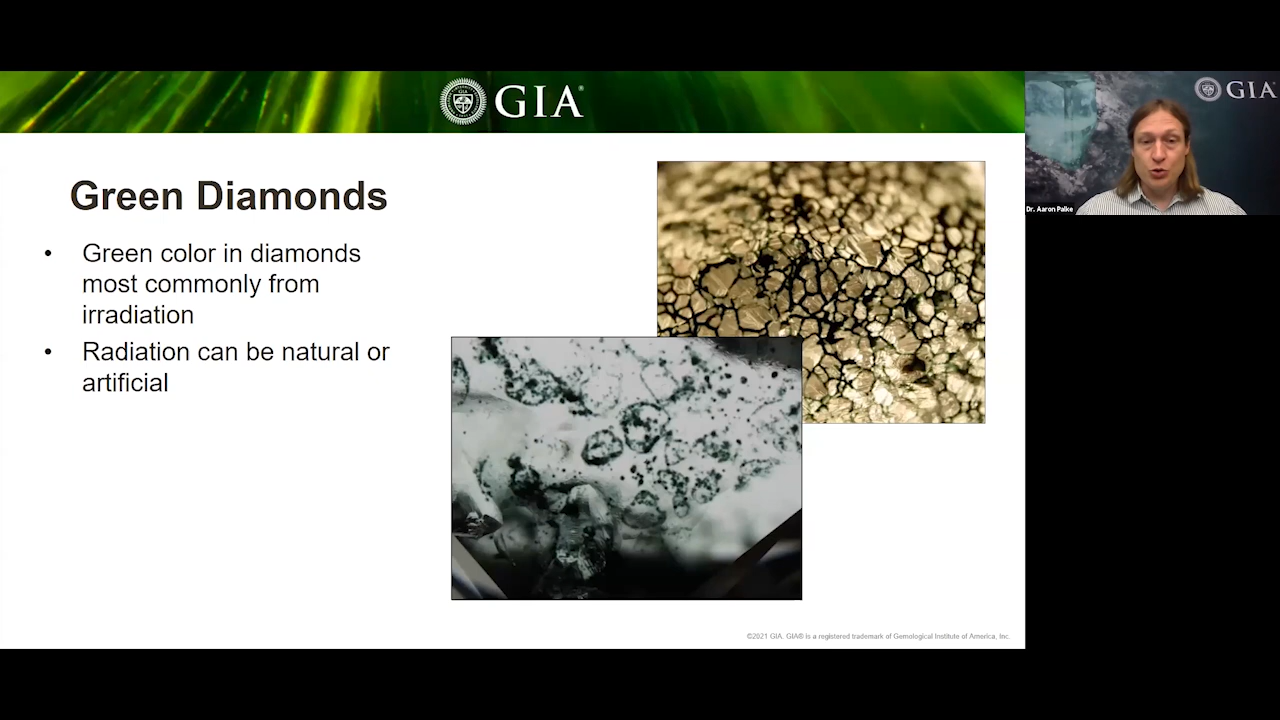 GIA
GIA
Dr. Aaron Palke
Green Diamonds
• Green color in diamonds
most commonly from
irradiation
• Radiation can be natural or
artificial
©2021 GIA. GIA® is a registered trademark of Gemological Institute of America, Inc.